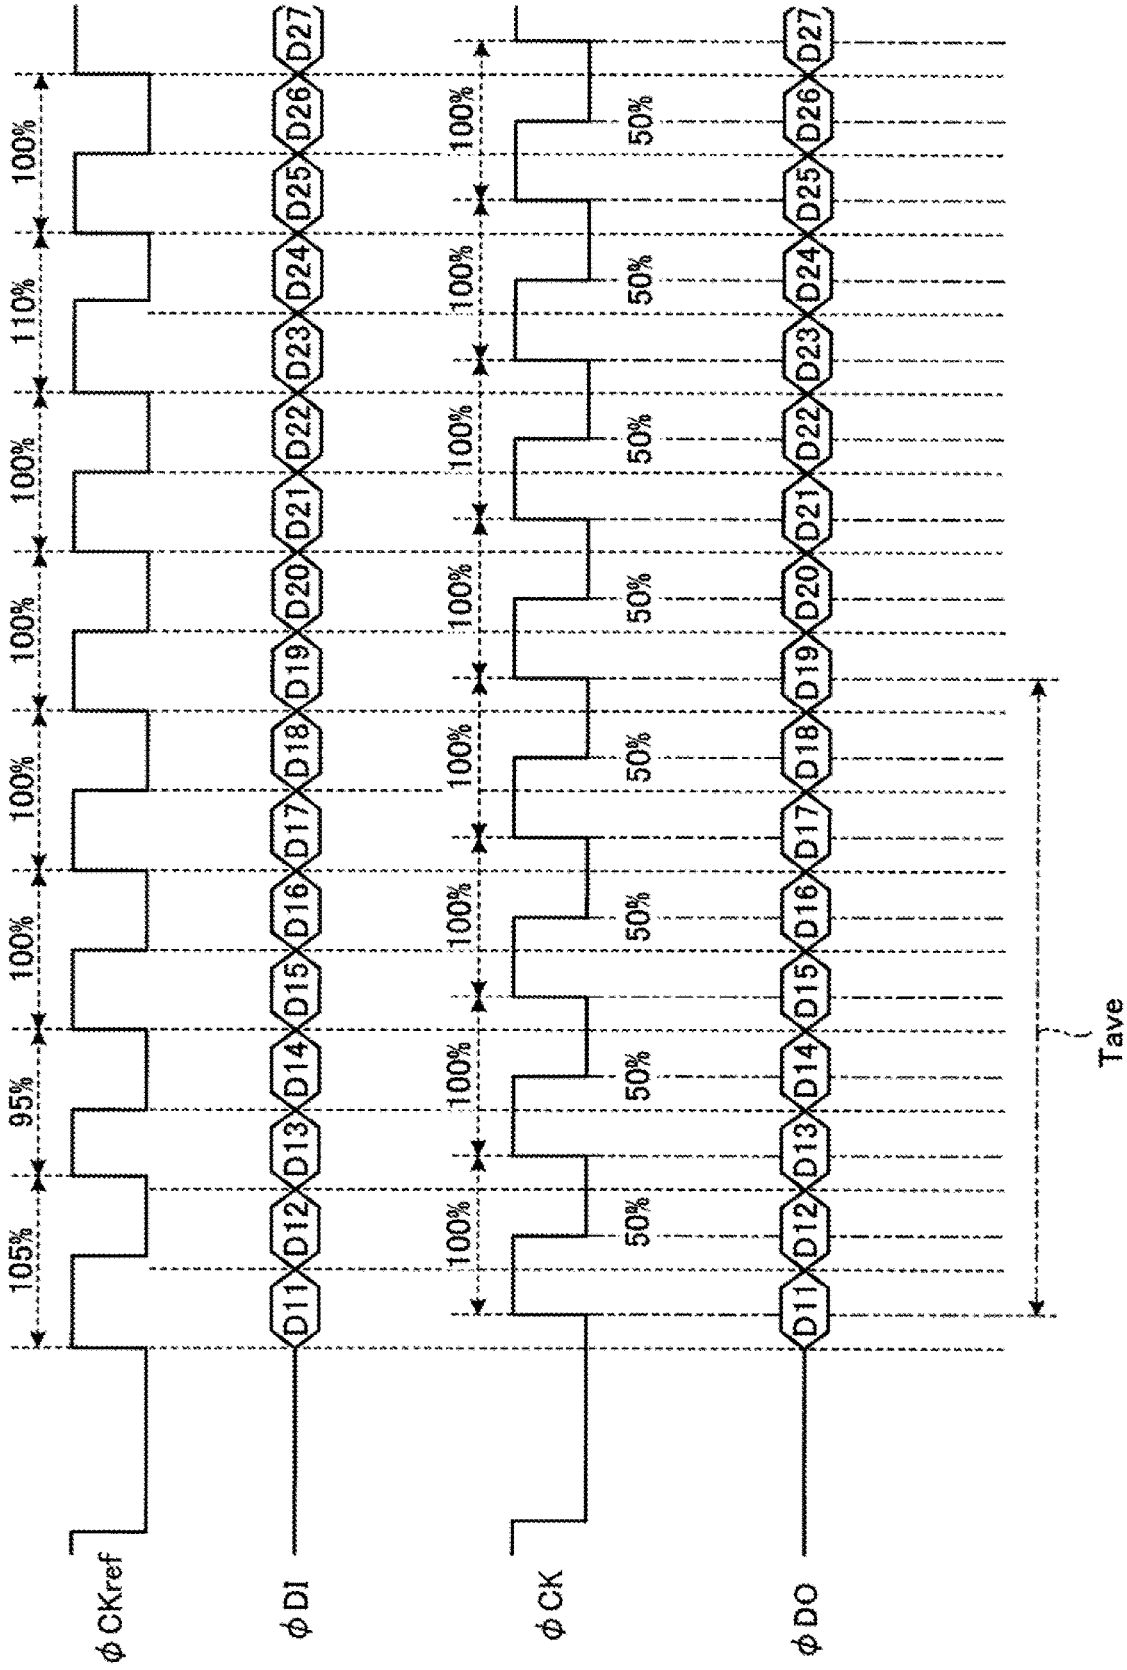 105% 95% 100% 100% 100% 100% 110% 100%
φCKref
φDI D11 D12 D13 D14 D15 D16 D17 D18 D19 D20 D21 D22 D23 D24 D25 D26 D27
100% 100% 100% 100% 100% 100% 100% 100%
φCK
50% 50% 50% 50% 50% 50% 50% 50%
φDO D11 D12 D13 D14 D15 D16 D17 D18 D19 D20 D21 D22 D23 D24 D25 D26 D27
Tave